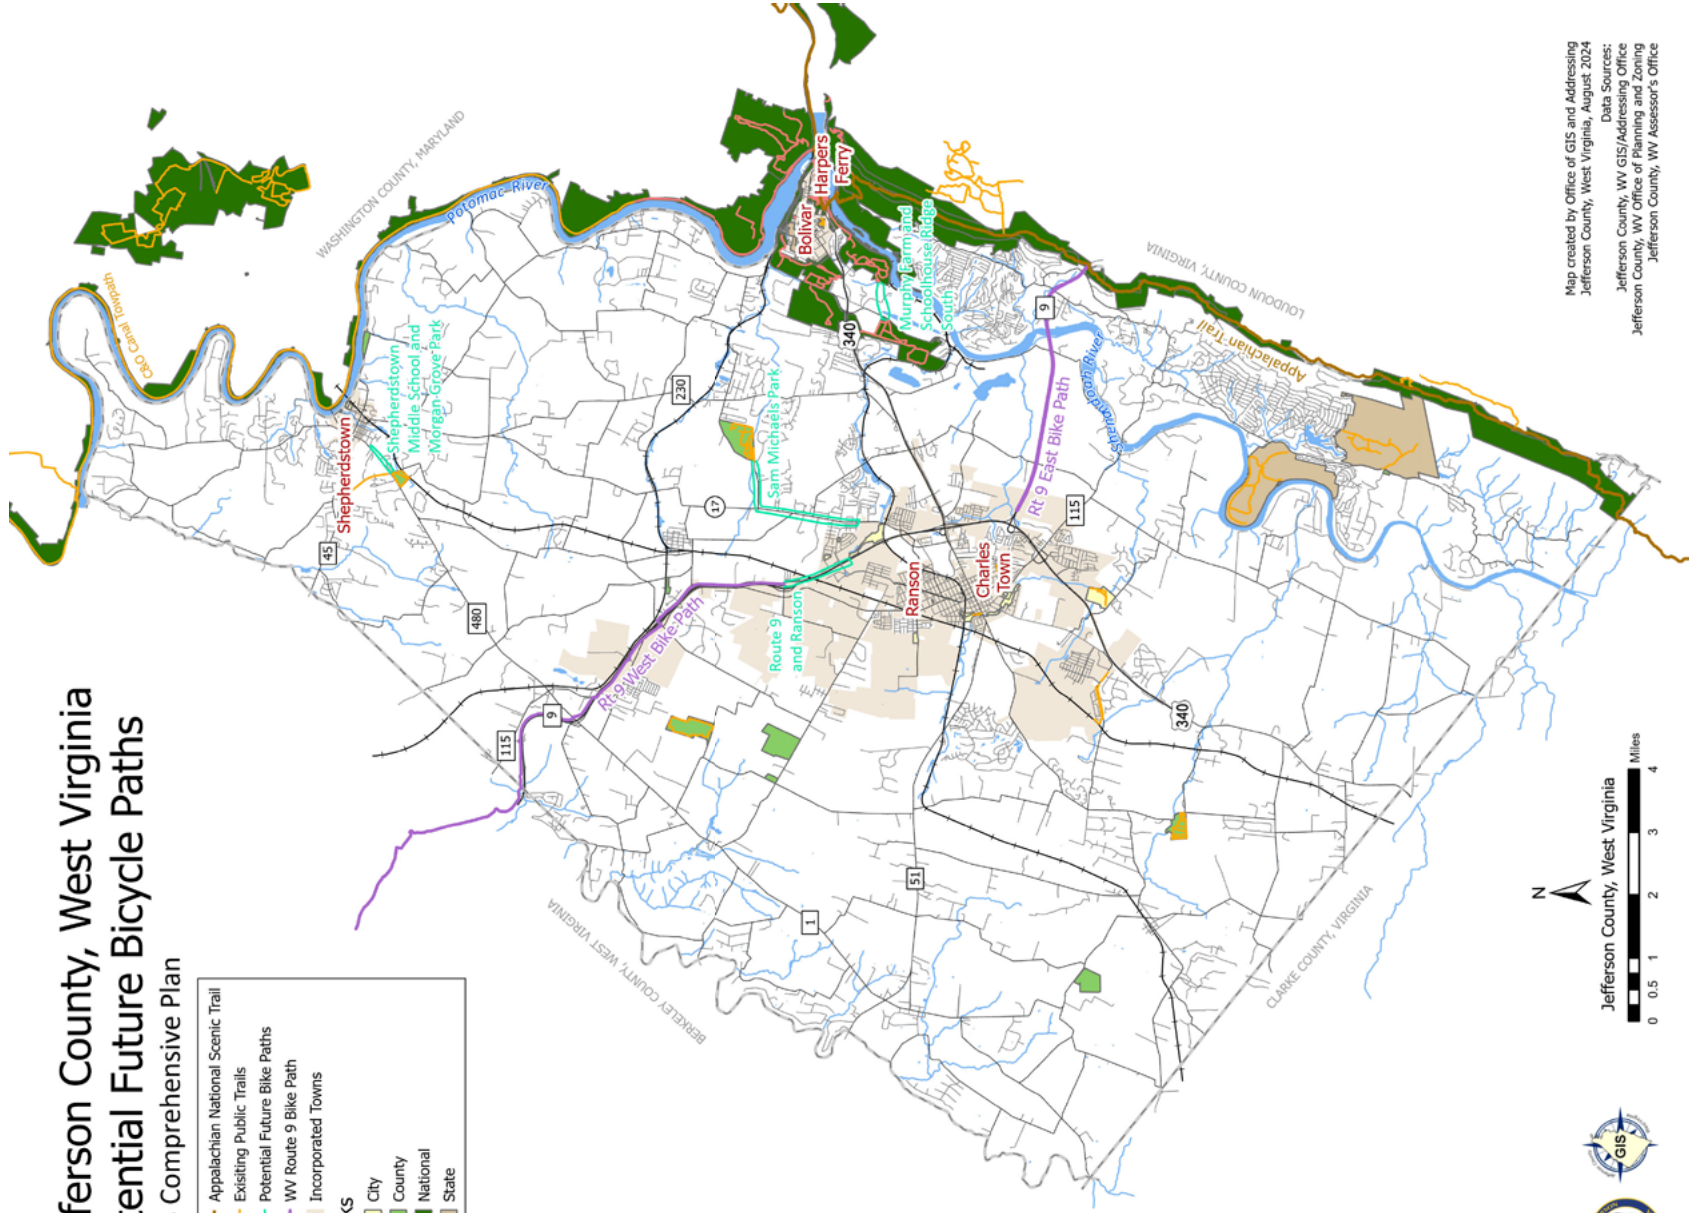 fferson County, West Virginia
tential Future Bicycle Paths
Comprehensive Plan
Appalachian National Scenic Trail
Exisiting Public Trails
Potential Future Bike Paths
WV Route 9 Bike Path
Incorporated Towns
ks
City
County
National
State
C&O Canal Towpath
WASHINGTON COUNTY, MARYLAND
Potomac River
Shepherdstown
Shepherdstown
Middle School and
Morgan Grove Park
45
480
230
17
Sam Michaels Park
Bolivar
Harpers
Ferry
340
Murphy Farm and
Schoolhouse Ridge
South
9
LOUDOUN COUNTY, VIRGINIA
Appalachian Trail
Shenandoah River
Rt 9 East Bike Path
115
Ranson
Charles
Town
Route 9
and Ranson
Rt 9 West Bike Path
9
115
340
51
1
BERKELEY COUNTY, WEST VIRGINIA
CLARKE COUNTY, VIRGINIA
Map created by Office of GIS and Addressing
Jefferson County, West Virginia, August 2024
Data Sources:
Jefferson County, WV GIS/Addressing Office
Jefferson County, WV Office of Planning and Zoning
Jefferson County, WV Assessor's Office
N
Jefferson County, West Virginia
0 0.5 1 2 3 4 Miles
GIS